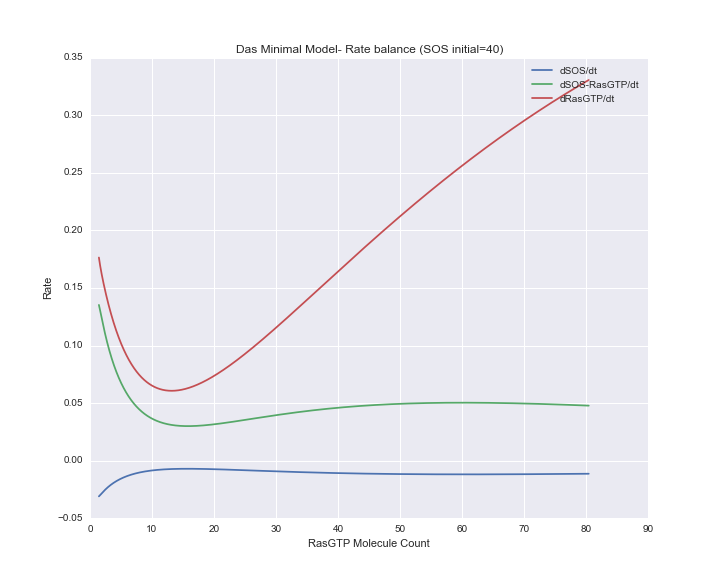 Das Minimal Model- Rate balance (SOS initial=40)
0.35
0.30
0.25
0.20
0.15
0.10
0.05
0.00
−0.05
Rate
dSOS/dt
dSOS-RasGTP/dt
dRasGTP/dt
0 10 20 30 40 50 60 70 80 90
RasGTP Molecule Count